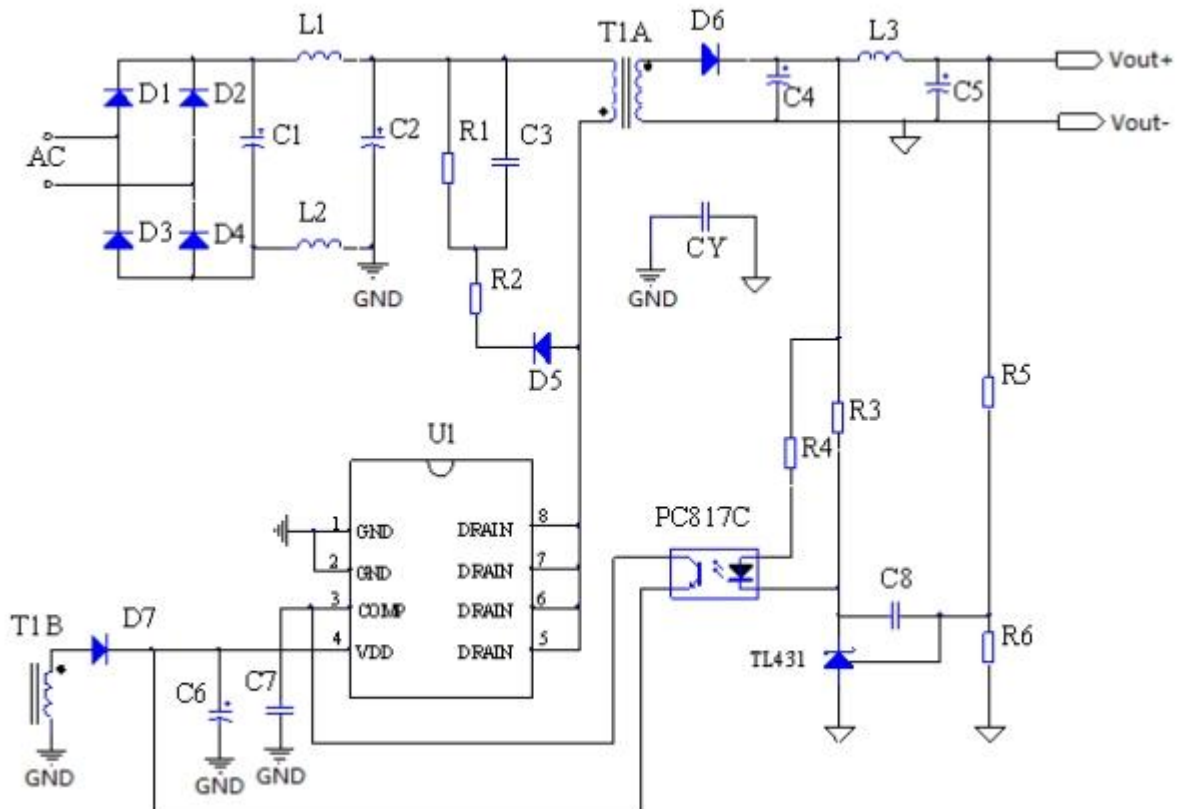 L1
T1A
D6
L3
Vout+
D1
D2
C1
C2
R1
C3
C4
C5
Vout-
AC
D3
D4
L2
CY
GND
GND
R2
D5
R5
R3
R4
U1
PC817C
1
GND
DRAIN
8
2
GND
DRAIN
7
3
COMP
DRAIN
6
4
VDD
DRAIN
5
C8
R6
TL431
T1B
D7
C6
C7
GND
GND
GND